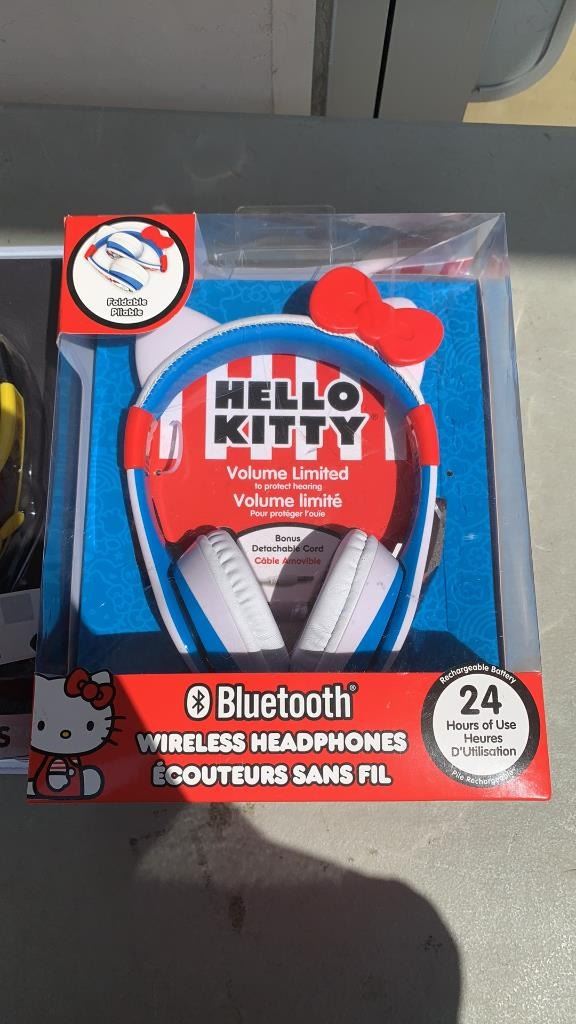 Foldable
Pliable
HELLO
KITTY
Volume Limited
to protect hearing
Volume limité
Pour protéger l'ouïe
Bonus
Detachable Cord
Câble Amovible
Bluetooth®
WIRELESS HEADPHONES
ÉCOUTEURS SANS FIL
Rechargeable Battery
24
Hours of Use
Heures
D'Utilisation
Pile Rechargeable
S